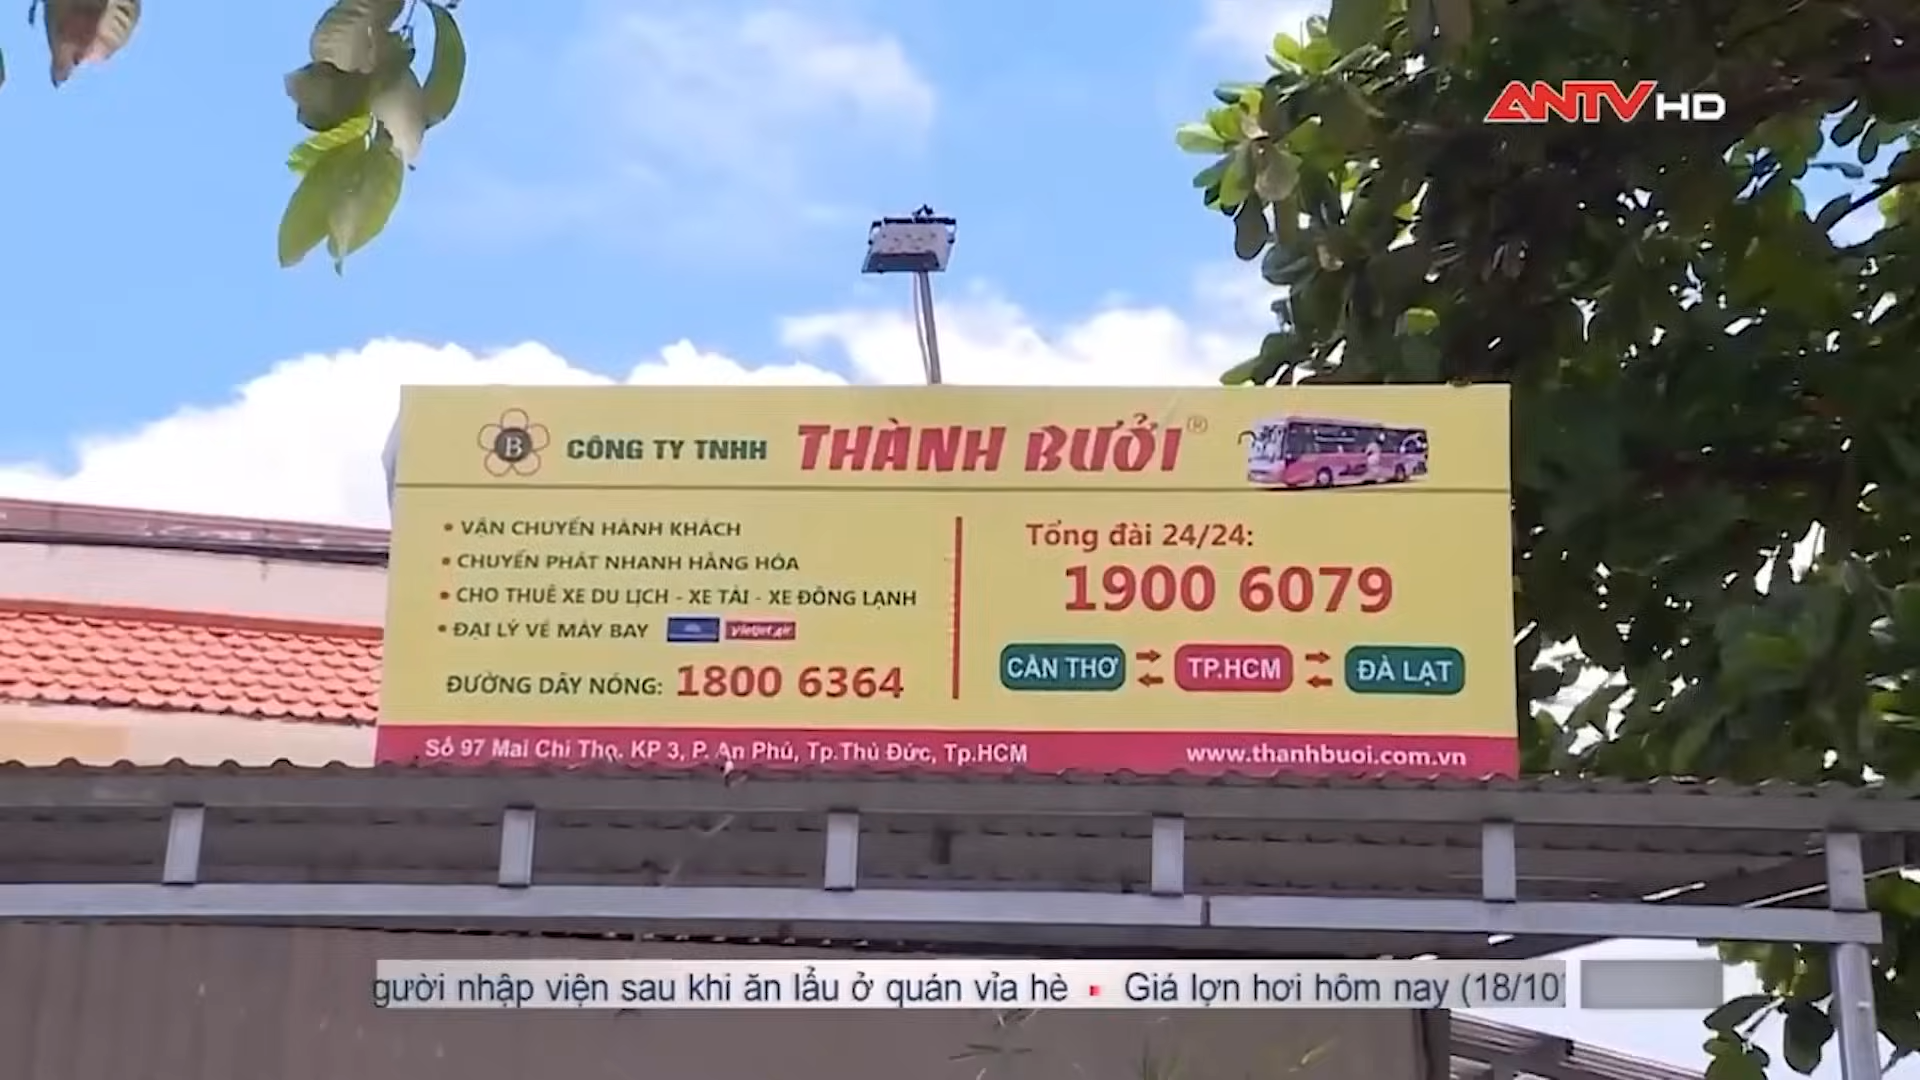 ANTV HD
B CÔNG TY TNHH THÀNH BƯỞI ®
• VẬN CHUYỂN HÀNH KHÁCH
• CHUYỂN PHÁT NHANH HÀNG HÓA
• CHO THUÊ XE DU LỊCH - XE TẢI - XE ĐÔNG LẠNH
• ĐẠI LÝ VÉ MÁY BAY vietjet air
ĐƯỜNG DÂY NÓNG: 1800 6364
Tổng đài 24/24:
1900 6079
CẦN THƠ TP.HCM ĐÀ LẠT
Số 97 Mai Chí Thọ, KP 3, P. An Phú, Tp.Thủ Đức, Tp.HCM
www.thanhbuoi.com.vn
gười nhập viện sau khi ăn lẩu ở quán vỉa hè ▪ Giá lợn hơi hôm nay (18/10